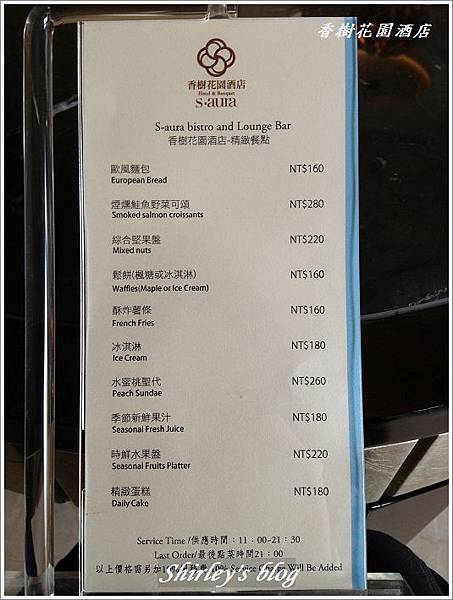 香樹花園酒店
香樹花園酒店
Hotel & Banquet
s·aura
S-aura bistro and Lounge Bar
香樹花園酒店-精緻餐點
歐風麵包 NT$160
European Bread
煙燻鮭魚野菜可頌 NT$280
Smoked salmon croissants
綜合堅果盤 NT$220
Mixed nuts
鬆餅(楓糖或冰淇淋) NT$160
Waffles(Maple or Ice Cream)
酥炸薯條 NT$160
French Fries
冰淇淋 NT$180
Ice Cream
水蜜桃聖代 NT$260
Peach Sundae
季節新鮮果汁 NT$180
Seasonal Fresh Juice
時鮮水果盤 NT$220
Seasonal Fruits Platter
精緻蛋糕 NT$180
Daily Cake
Service Time /供應時間：11：00~21：30
Last Order/最後點菜時間21：00
以上價格需另加10% Service Charge Will Be Added
Shirley's blog